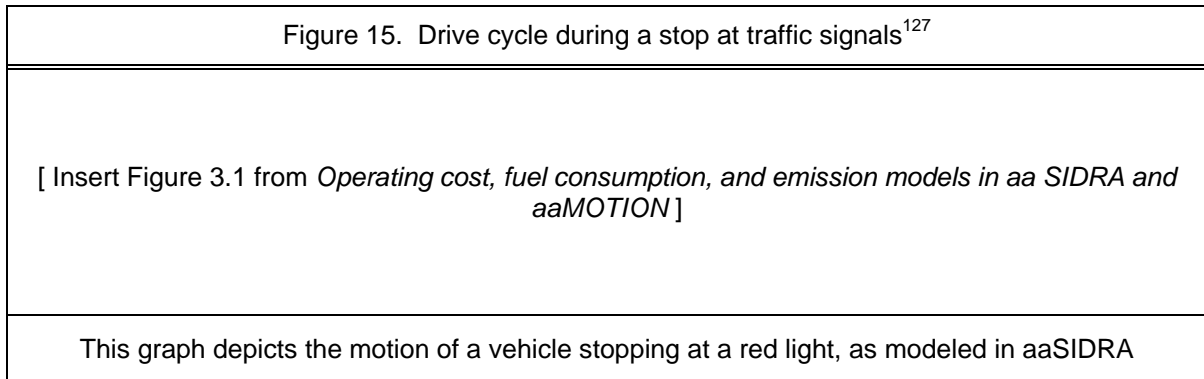 Figure 15.  Drive cycle during a stop at traffic signals127
[ Insert Figure 3.1 from Operating cost, fuel consumption, and emission models in aa SIDRA and
aaMOTION ]
This graph depicts the motion of a vehicle stopping at a red light, as modeled in aaSIDRA